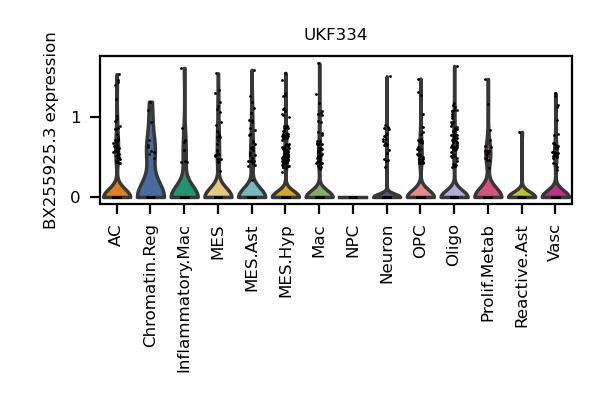 UKF334
BX255925.3 expression
1
0
AC
Chromatin.Reg
Inflammatory.Mac
MES
MES.Ast
MES.Hyp
Mac
NPC
Neuron
OPC
Oligo
Prolif.Metab
Reactive.Ast
Vasc